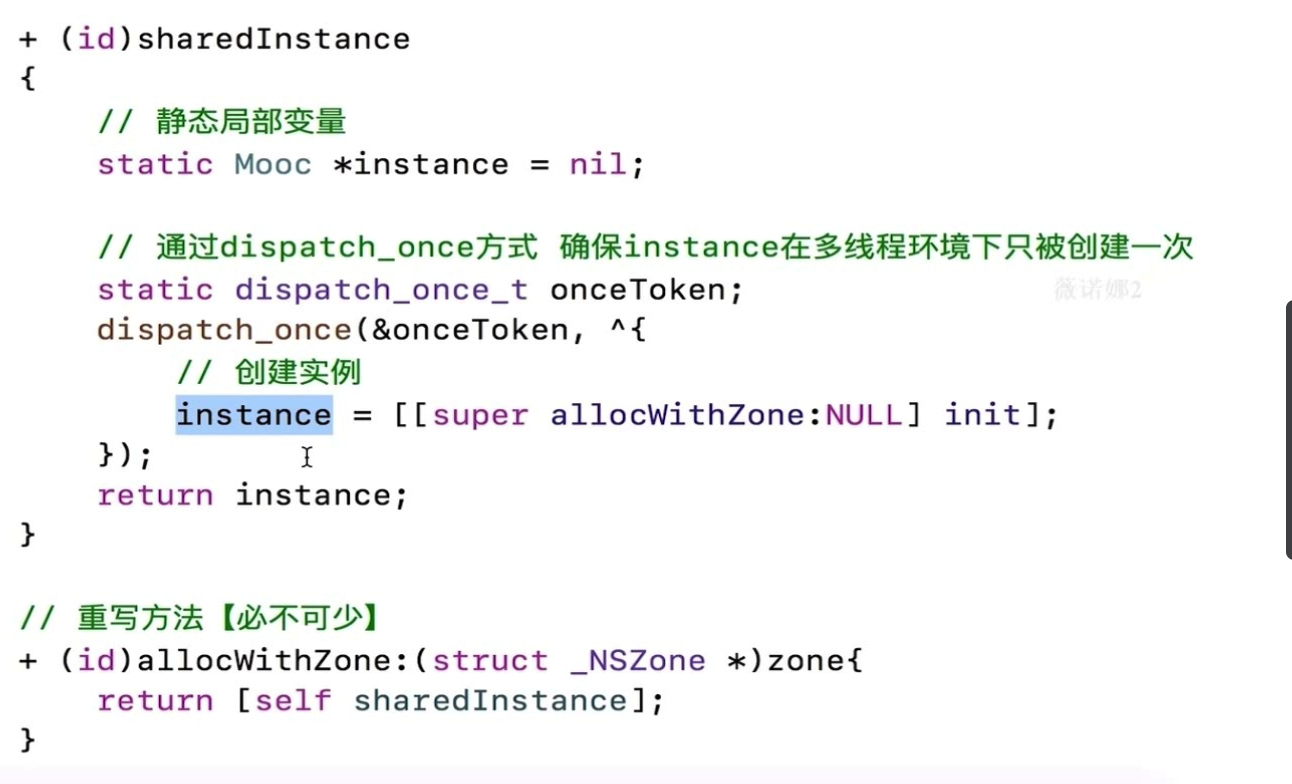 + (id)sharedInstance
{
    // 静态局部变量
    static Mooc *instance = nil;
    // 通过dispatch_once方式 确保instance在多线程环境下只被创建一次
    static dispatch_once_t onceToken;
薇诺娜2
    dispatch_once(&onceToken, ^{
        // 创建实例
        instance = [[super allocWithZone:NULL] init];
    });
    return instance;
}
// 重写方法【必不可少】
+ (id)allocWithZone:(struct _NSZone *)zone{
    return [self sharedInstance];
}